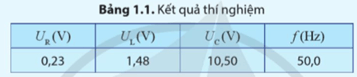 Bảng 1.1. Kết quả thí nghiệm
U_R (V) U_L (V) U_C (V) f (Hz)
0,23 1,48 10,50 50,0